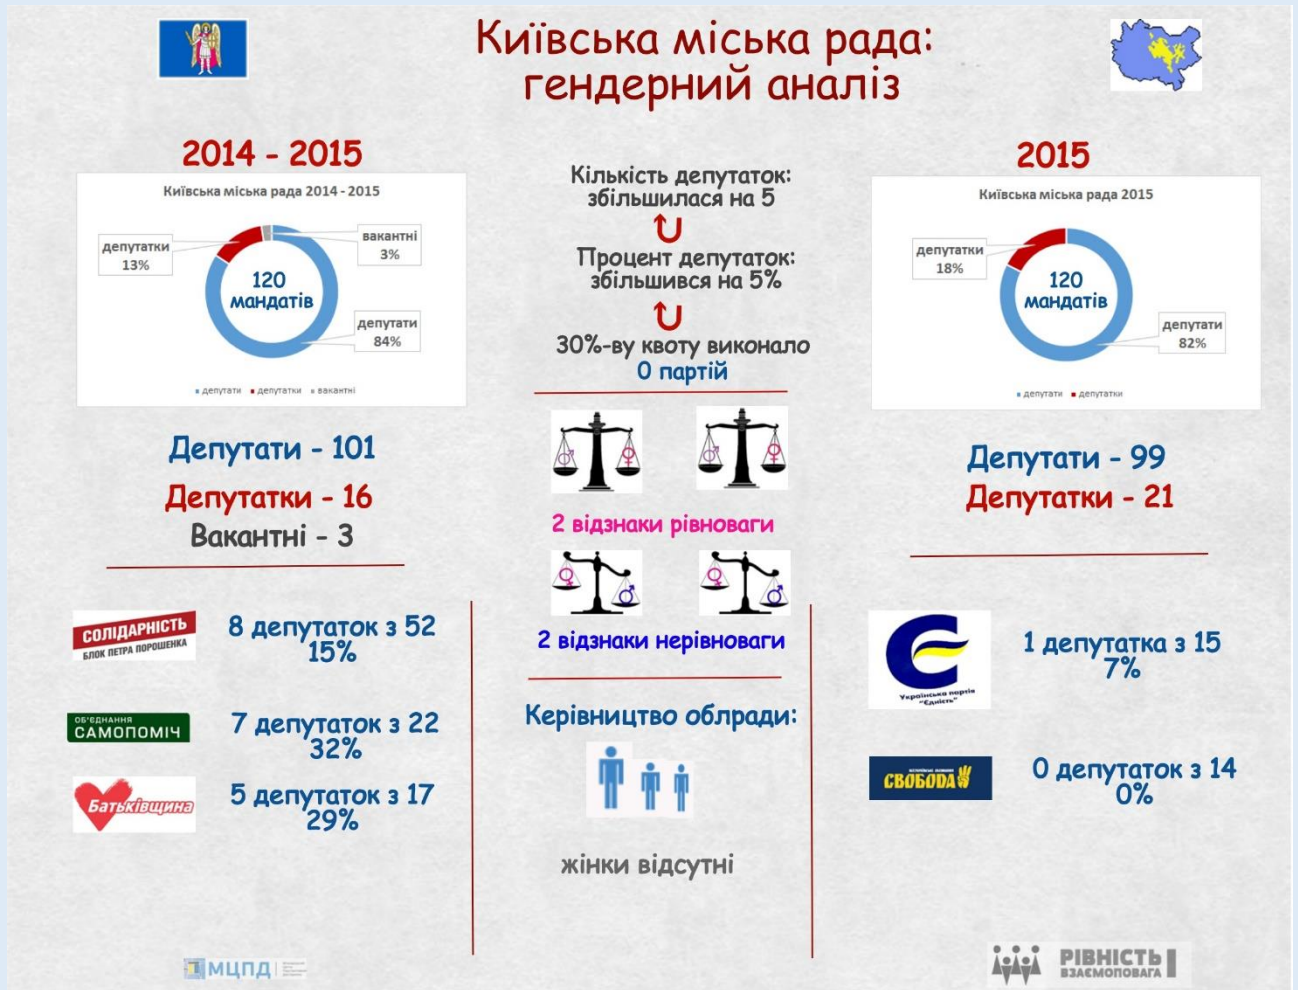 Київська міська рада:
гендерний аналіз
2014 - 2015
Київська міська рада 2014 - 2015
депутатки
13%
вакантні
3%
120
мандатів
депутати
84%
депутати депутатки вакантні
Депутати - 101
Депутатки - 16
Вакантні - 3
Кількість депутаток:
збільшилася на 5
Процент депутаток:
збільшився на 5%
30%-ву квоту виконало
0 партій
2 відзнаки рівноваги
2 відзнаки нерівноваги
Керівництво облради:
жінки відсутні
2015
Київська міська рада 2015
депутатки
18%
120
мандатів
депутати
82%
депутати депутатки
Депутати - 99
Депутатки - 21
СОЛІДАРНІСТЬ
БЛОК ПЕТРА ПОРОШЕНКА
8 депутаток з 52
15%
ОБ'ЄДНАННЯ
САМОПОМІЧ
7 депутаток з 22
32%
Батьківщина
5 депутаток з 17
29%
Українська партія
"Єдність"
1 депутатка з 15
7%
СВОБОДА
0 депутаток з 14
0%
МЦПД
РІВНІСТЬ
ВЗАЄМОПОВАГА